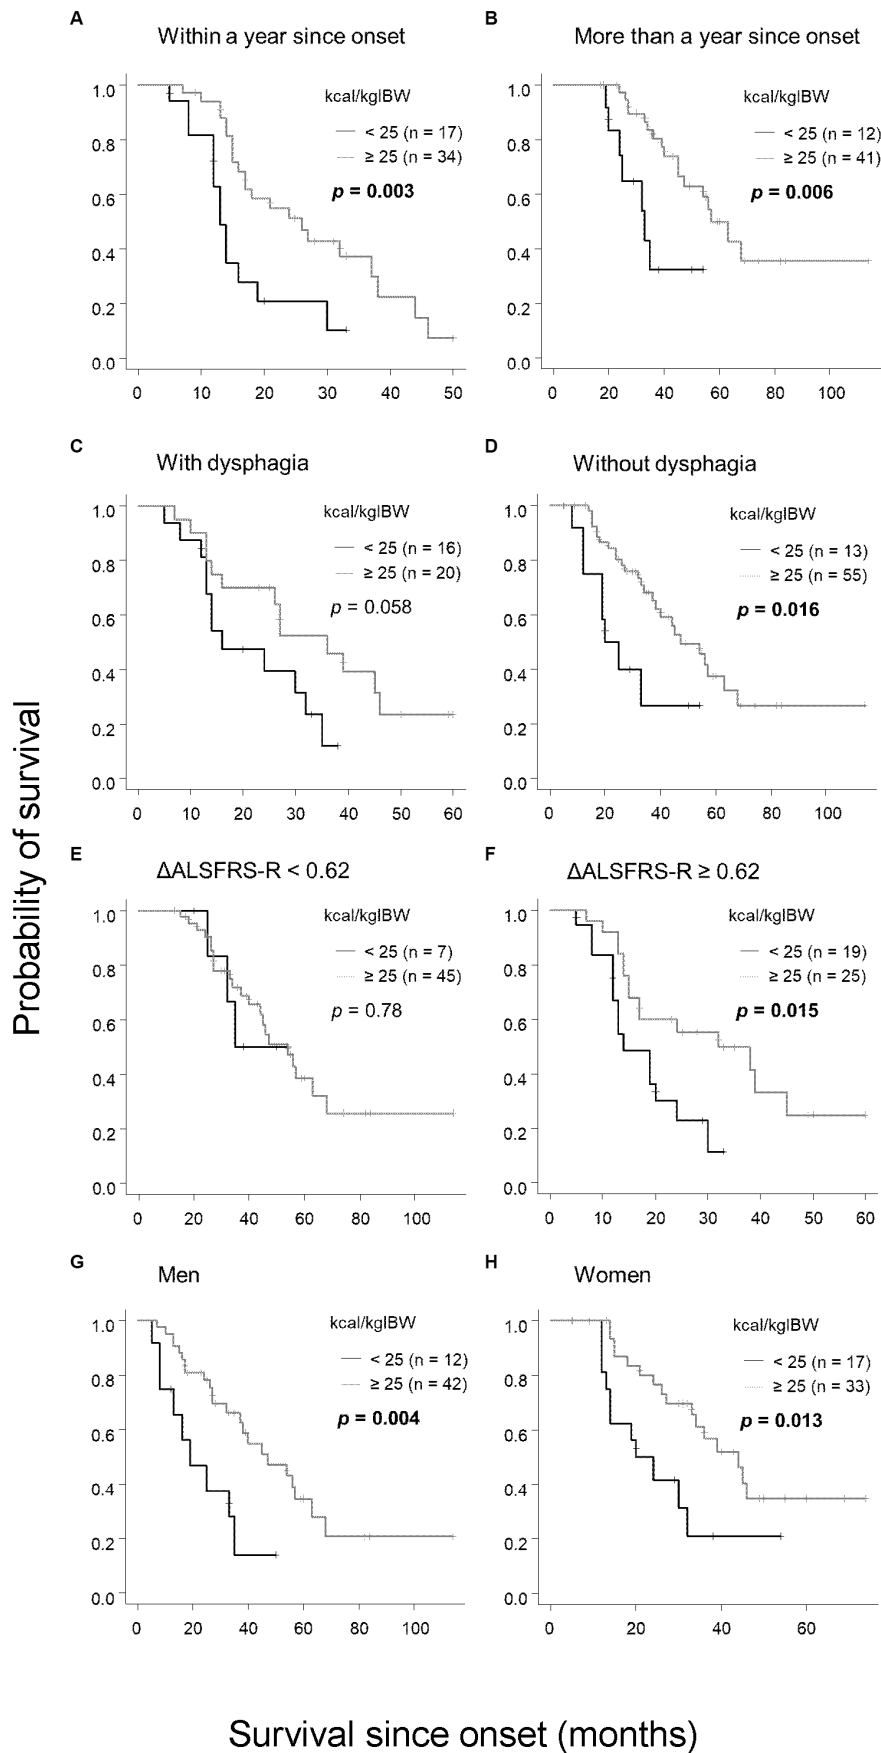 A
Within a year since onset
kcal/kgIBW
< 25 (n = 17)
≥ 25 (n = 34)
p = 0.003
1.0
0.8
0.6
0.4
0.2
0.0
0 10 20 30 40 50
B
More than a year since onset
kcal/kgIBW
< 25 (n = 12)
≥ 25 (n = 41)
p = 0.006
1.0
0.8
0.6
0.4
0.2
0.0
0 20 40 60 80 100
C
With dysphagia
kcal/kgIBW
< 25 (n = 16)
≥ 25 (n = 20)
p = 0.058
1.0
0.8
0.6
0.4
0.2
0.0
0 10 20 30 40 50 60
D
Without dysphagia
kcal/kgIBW
< 25 (n = 13)
≥ 25 (n = 55)
p = 0.016
1.0
0.8
0.6
0.4
0.2
0.0
0 20 40 60 80 100
Probability of survival
E
ΔALSFRS-R < 0.62
kcal/kgIBW
< 25 (n = 7)
≥ 25 (n = 45)
p = 0.78
1.0
0.8
0.6
0.4
0.2
0.0
0 20 40 60 80 100
F
ΔALSFRS-R ≥ 0.62
kcal/kgIBW
< 25 (n = 19)
≥ 25 (n = 25)
p = 0.015
1.0
0.8
0.6
0.4
0.2
0.0
0 10 20 30 40 50 60
G
Men
kcal/kgIBW
< 25 (n = 12)
≥ 25 (n = 42)
p = 0.004
1.0
0.8
0.6
0.4
0.2
0.0
0 20 40 60 80 100
H
Women
kcal/kgIBW
< 25 (n = 17)
≥ 25 (n = 33)
p = 0.013
1.0
0.8
0.6
0.4
0.2
0.0
0 20 40 60
Survival since onset (months)